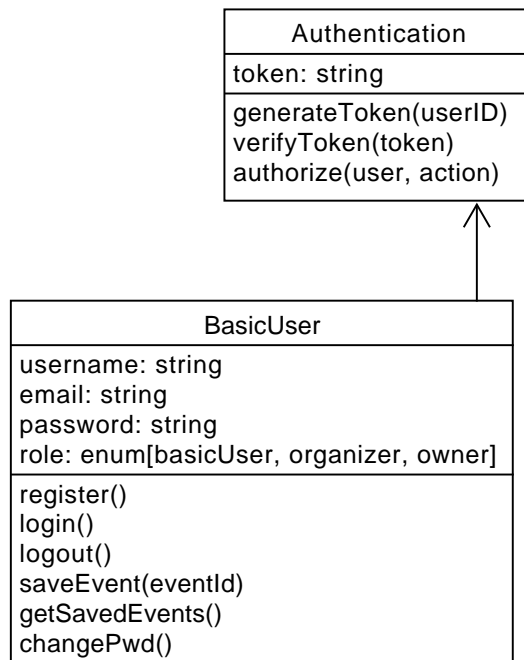 Authentication
token: string
generateToken(userID)
verifyToken(token)
authorize(user, action)
BasicUser
username: string
email: string
password: string
role: enum[basicUser, organizer, owner]
register()
login()
logout()
saveEvent(eventId)
getSavedEvents()
changePwd()